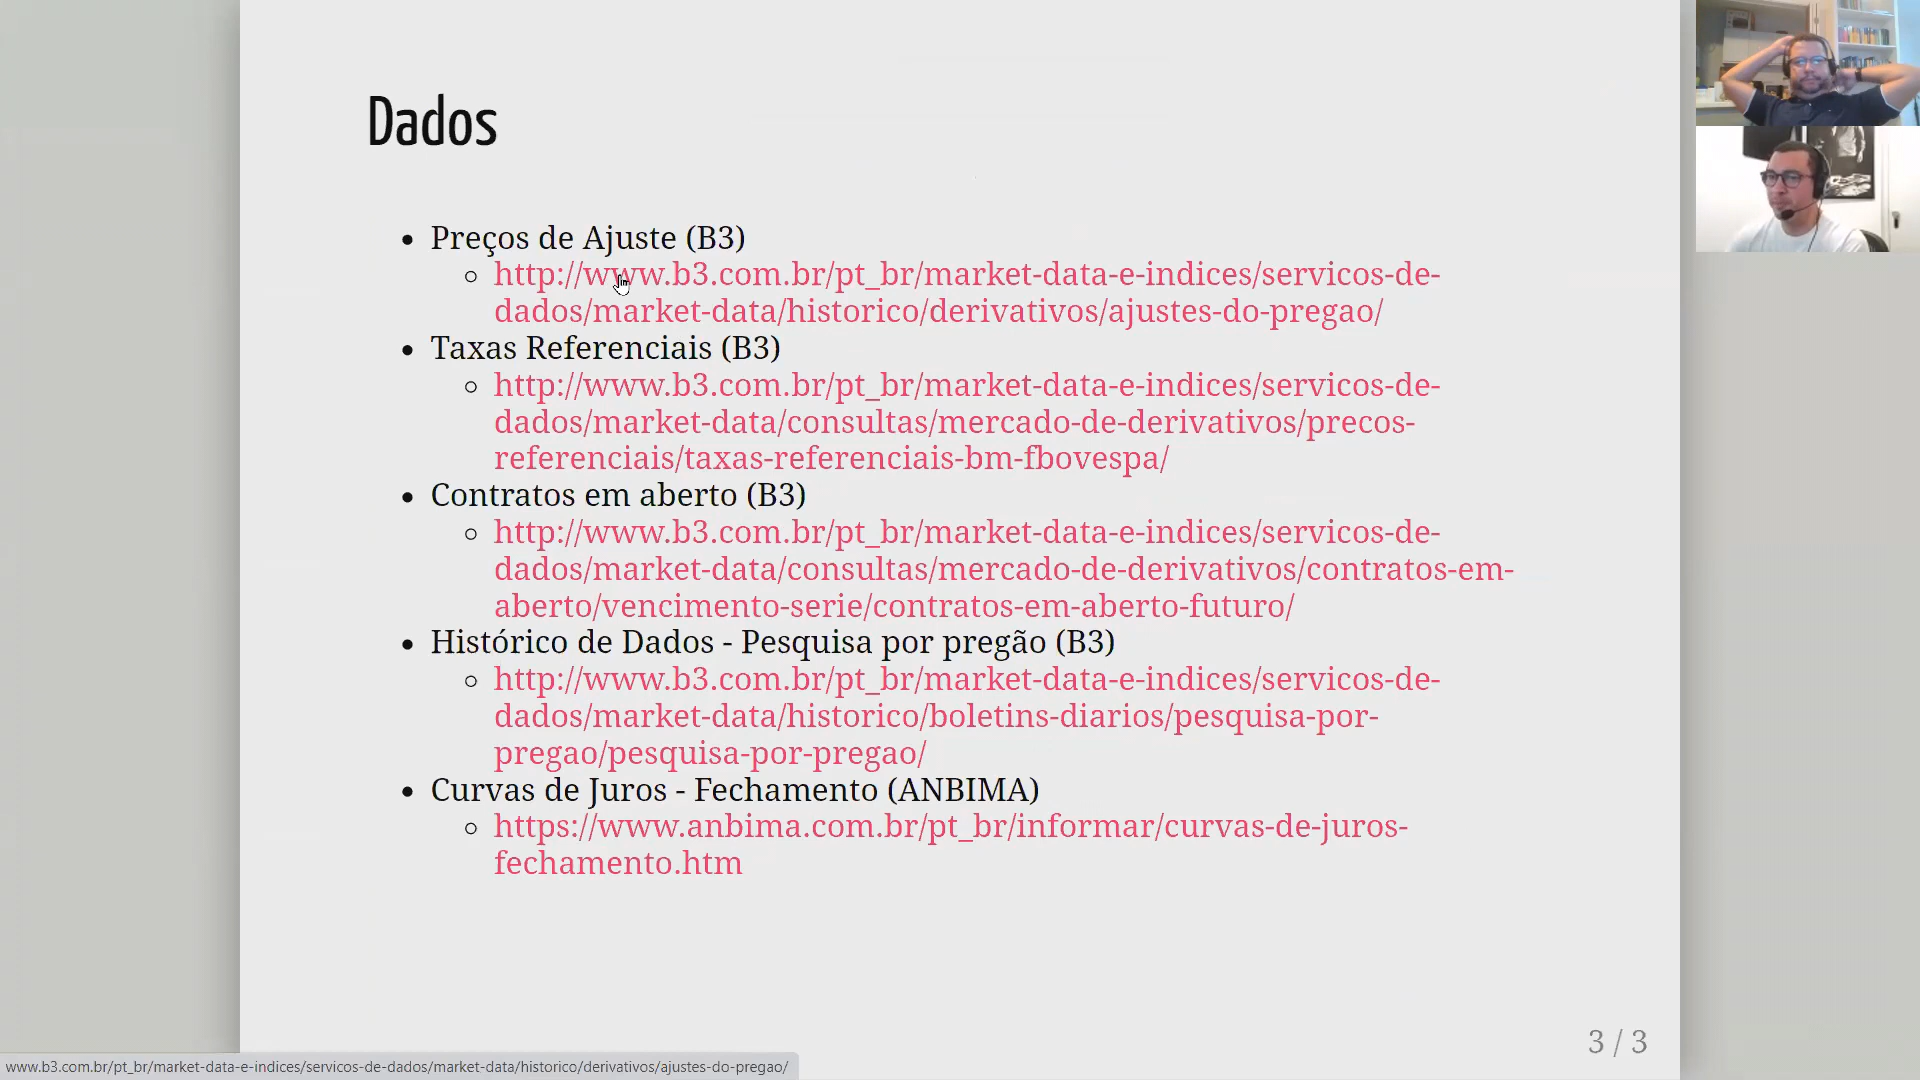 Dados
Preços de Ajuste (B3)
http://www.b3.com.br/pt_br/market-data-e-indices/servicos-de-
dados/market-data/historico/derivativos/ajustes-do-pregao/
Taxas Referenciais (B3)
http://www.b3.com.br/pt_br/market-data-e-indices/servicos-de-
dados/market-data/consultas/mercado-de-derivativos/precos-
referenciais/taxas-referenciais-bm-fbovespa/
Contratos em aberto (B3)
http://www.b3.com.br/pt_br/market-data-e-indices/servicos-de-
dados/market-data/consultas/mercado-de-derivativos/contratos-em-
aberto/vencimento-serie/contratos-em-aberto-futuro/
Histórico de Dados - Pesquisa por pregão (B3)
http://www.b3.com.br/pt_br/market-data-e-indices/servicos-de-
dados/market-data/historico/boletins-diarios/pesquisa-por-
pregao/pesquisa-por-pregao/
Curvas de Juros - Fechamento (ANBIMA)
https://www.anbima.com.br/pt_br/informar/curvas-de-juros-
fechamento.htm
3 / 3
www.b3.com.br/pt_br/market-data-e-indices/servicos-de-dados/market-data/historico/derivativos/ajustes-do-pregao/